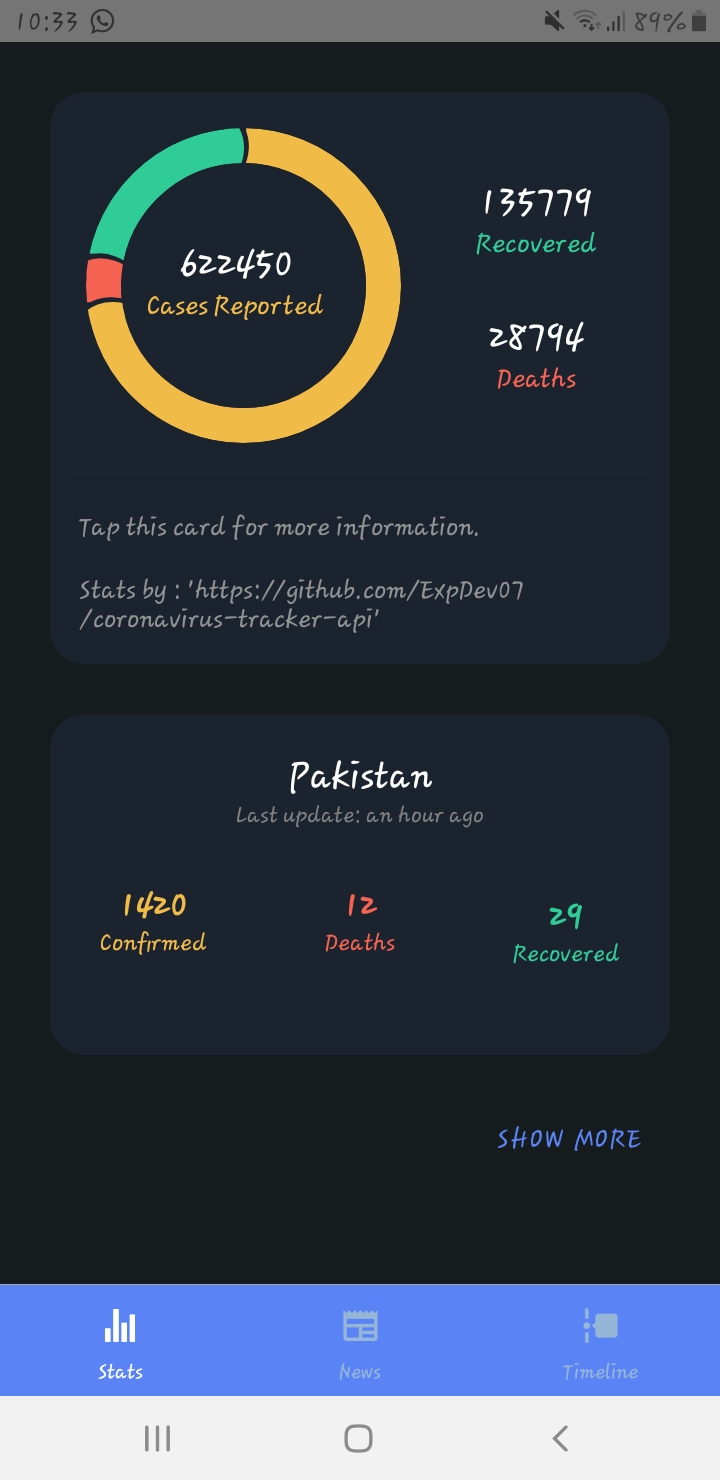 10:33
89%
622450
Cases Reported
135779
Recovered
28794
Deaths
Tap this card for more information.
Stats by : 'https://github.com/ExpDev07
/coronavirus-tracker-api'
Pakistan
Last update: an hour ago
1420
Confirmed
12
Deaths
29
Recovered
SHOW MORE
Stats
News
Timeline